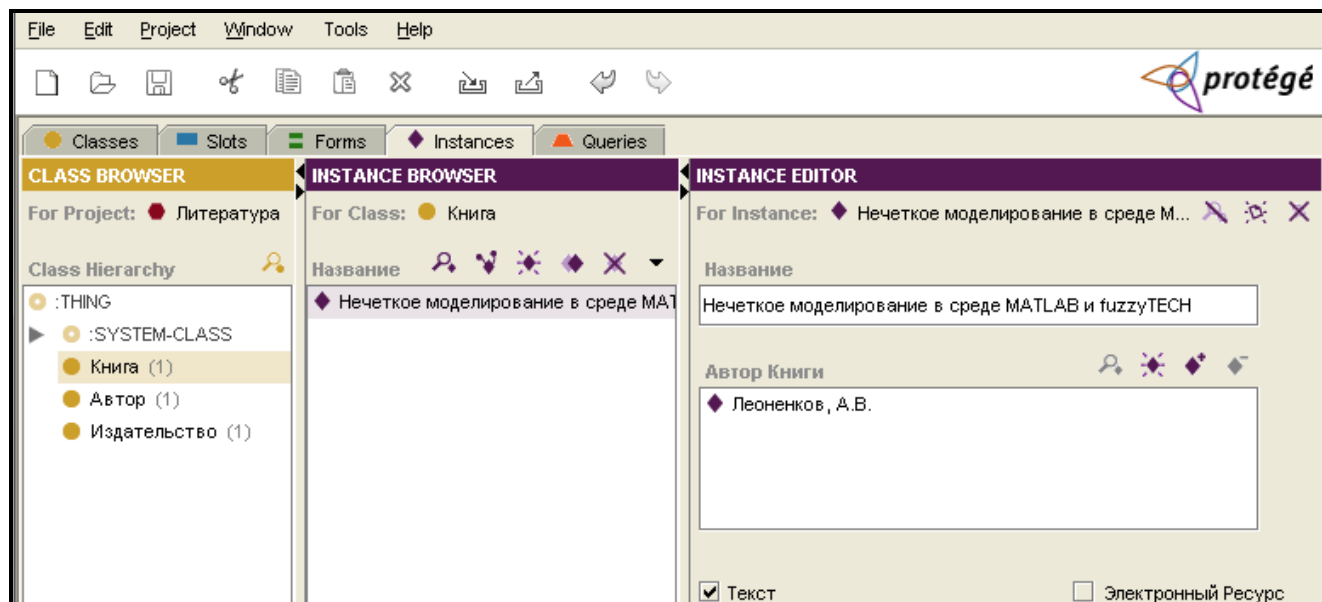 File Edit Project Window Tools Help
protégé
Classes Slots Forms Instances Queries
CLASS BROWSER
For Project: Литература
Class Hierarchy
:THING
:SYSTEM-CLASS
Книга (1)
Автор (1)
Издательство (1)
INSTANCE BROWSER
For Class: Книга
Название
Нечеткое моделирование в среде MAT
INSTANCE EDITOR
For Instance: Нечеткое моделирование в среде M...
Название
Нечеткое моделирование в среде MATLAB и fuzzyTECH
Автор Книги
Леоненков, А.В.
Текст Электронный Ресурс